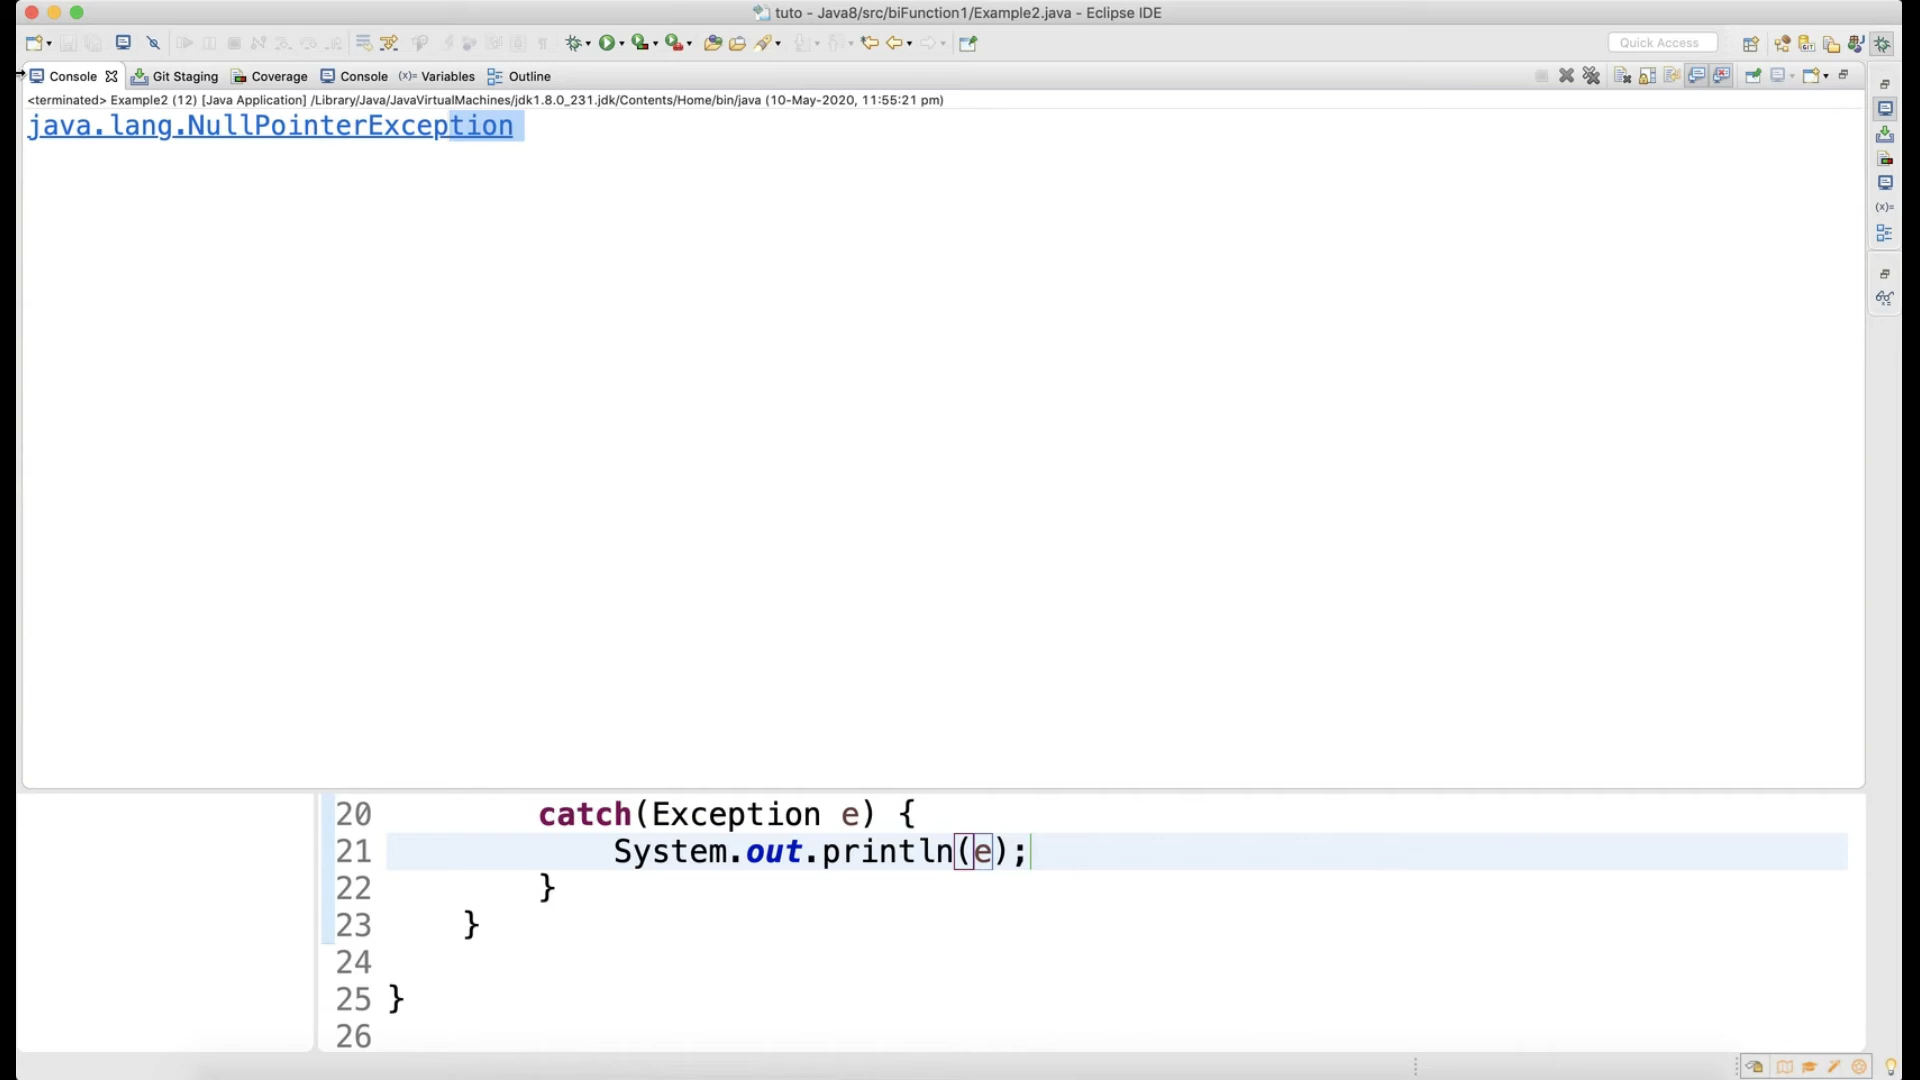 tuto - Java8/src/biFunction1/Example2.java - Eclipse IDE
Quick Access
Console Git Staging Coverage Console (x)= Variables Outline
<terminated> Example2 (12) [Java Application] /Library/Java/JavaVirtualMachines/jdk1.8.0_231.jdk/Contents/Home/bin/java (10-May-2020, 11:55:21 pm)
java.lang.NullPointerException
(x)=
20 catch(Exception e) {
21 System.out.println(e);
22 }
23 }
24
25 }
26